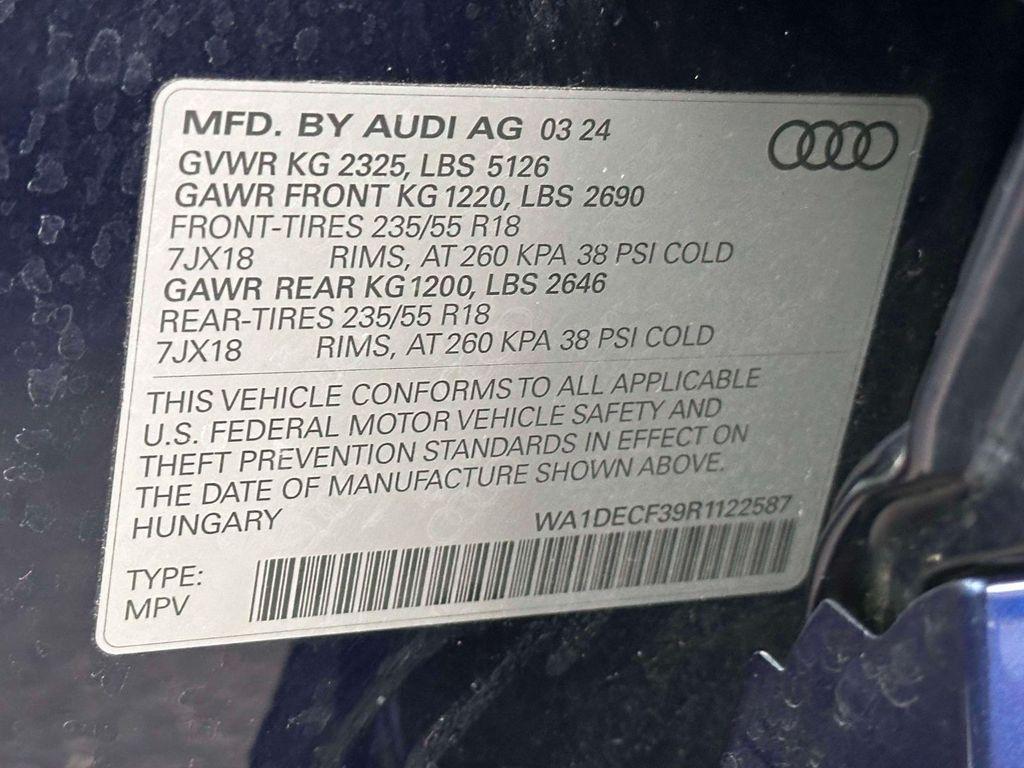 MFD. BY AUDI AG 03 24
GVWR KG 2325, LBS 5126
GAWR FRONT KG 1220, LBS 2690
FRONT-TIRES 235/55 R18
7JX18 RIMS, AT 260 KPA 38 PSI COLD
GAWR REAR KG 1200, LBS 2646
REAR-TIRES 235/55 R18
7JX18 RIMS, AT 260 KPA 38 PSI COLD
THIS VEHICLE CONFORMS TO ALL APPLICABLE
U.S. FEDERAL MOTOR VEHICLE SAFETY AND
THEFT PREVENTION STANDARDS IN EFFECT ON
THE DATE OF MANUFACTURE SHOWN ABOVE.
HUNGARY WA1DECF39R1122587
TYPE:
MPV